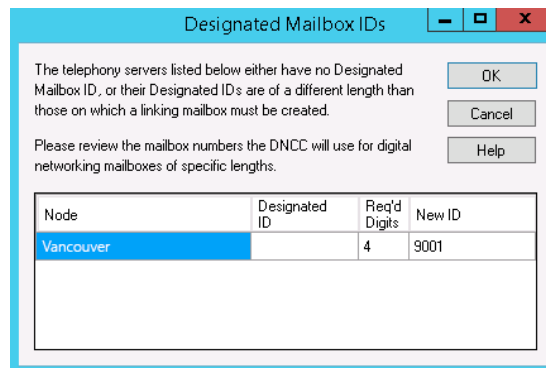 Designated Mailbox IDs
x
The telephony servers listed below either have no Designated
Mailbox ID, or their Designated IDs are of a different length than
those on which a linking mailbox must be created.
Please review the mailbox numbers the DNCC will use for digital
networking mailboxes of specific lengths.
OK
Cancel
Help
Node Designated ID Req'd Digits New ID
Vancouver 4 9001